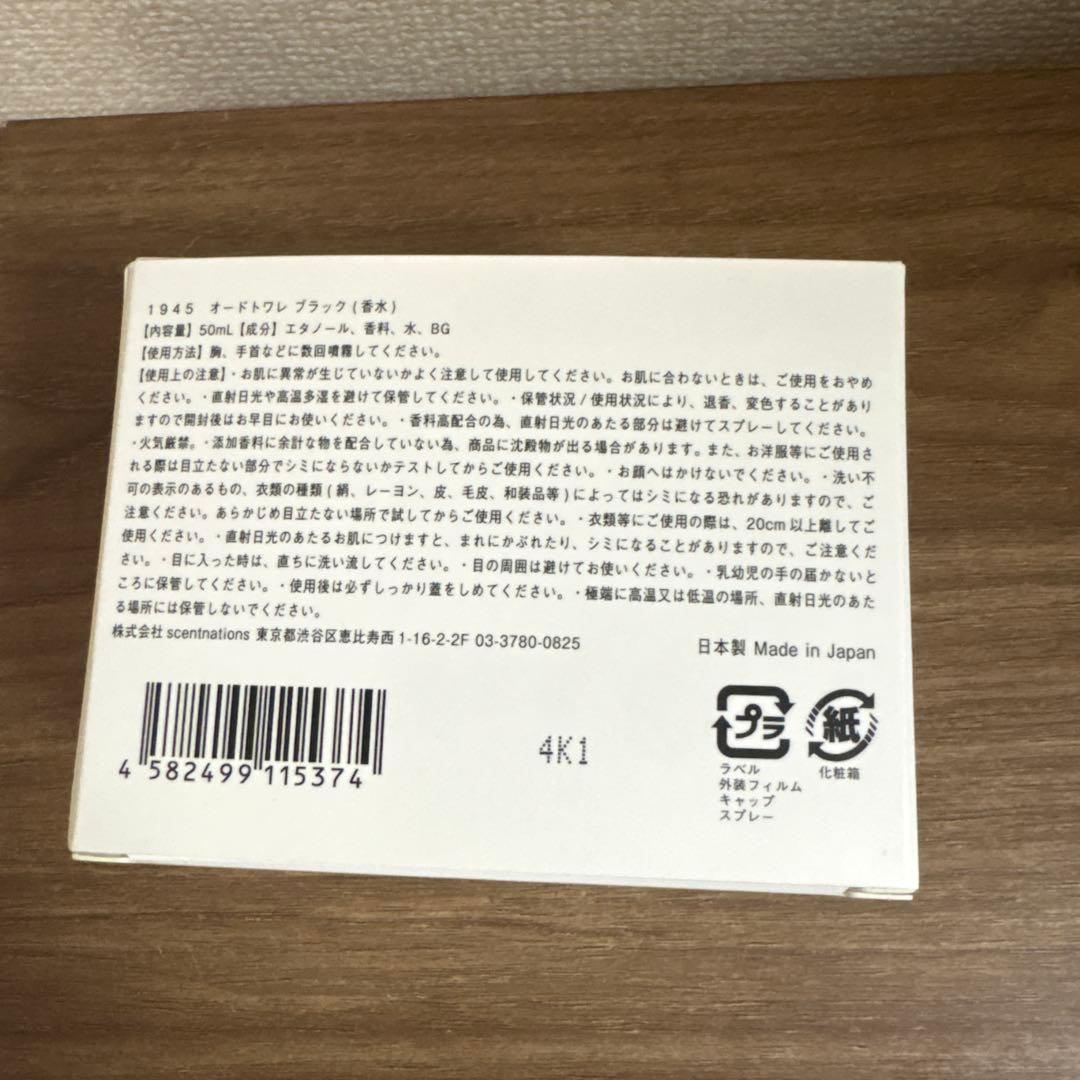 1945 オードトワレ ブラック(香水)
【内容量】50mL【成分】エタノール、香料、水、BG
【使用方法】胸、手首などに数回噴霧してください。
【使用上の注意】・お肌に異常が生じていないかよく注意して使用してください。お肌に合わないときは、ご使用をおやめ
ください。・直射日光や高温多湿を避けて保管してください。・保管状況/使用状況により、退香、変色することがあり
ますので開封後はお早目にお使いください。・香料高配合の為、直射日光のあたる部分は避けてスプレーしてください。
・火気厳禁。・添加香料に余計な物を配合していない為、商品に沈殿物が出る場合があります。また、お洋服等にご使用さ
れる際は目立たない部分でシミにならないかテストしてからご使用ください。・お顔へはかけないでください。・洗い不
可の表示のあるもの、衣類の種類(絹、レーヨン、皮、毛皮、和装品等)によってはシミになる恐れがありますので、ご
注意ください。あらかじめ目立たない場所で試してからご使用ください。・衣類等にご使用の際は、20cm以上離してご
使用ください。・直射日光のあたるお肌につけますと、まれにかぶれたり、シミになることがありますので、ご注意くだ
さい。・目に入った時は、直ちに洗い流してください。・目の周囲は避けてお使いください。・乳幼児の手の届かないと
ころに保管してください。・使用後は必ずしっかり蓋をしめてください。・極端に高温又は低温の場所、直射日光のあた
る場所には保管しないでください。
株式会社scentnations 東京都渋谷区恵比寿西1-16-2-2F 03-3780-0825
日本製 Made in Japan
4 582499 115374
4K1
プラ
ラベル
外装フィルム
キャップ
スプレー
紙
化粧箱